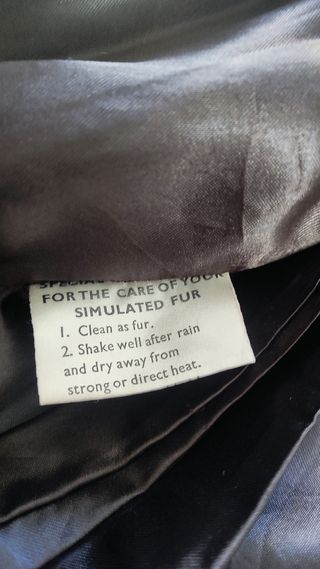 SPECIAL
FOR THE CARE OF YOUR
SIMULATED FUR
1. Clean as fur.
2. Shake well after rain
and dry away from
strong or direct heat.